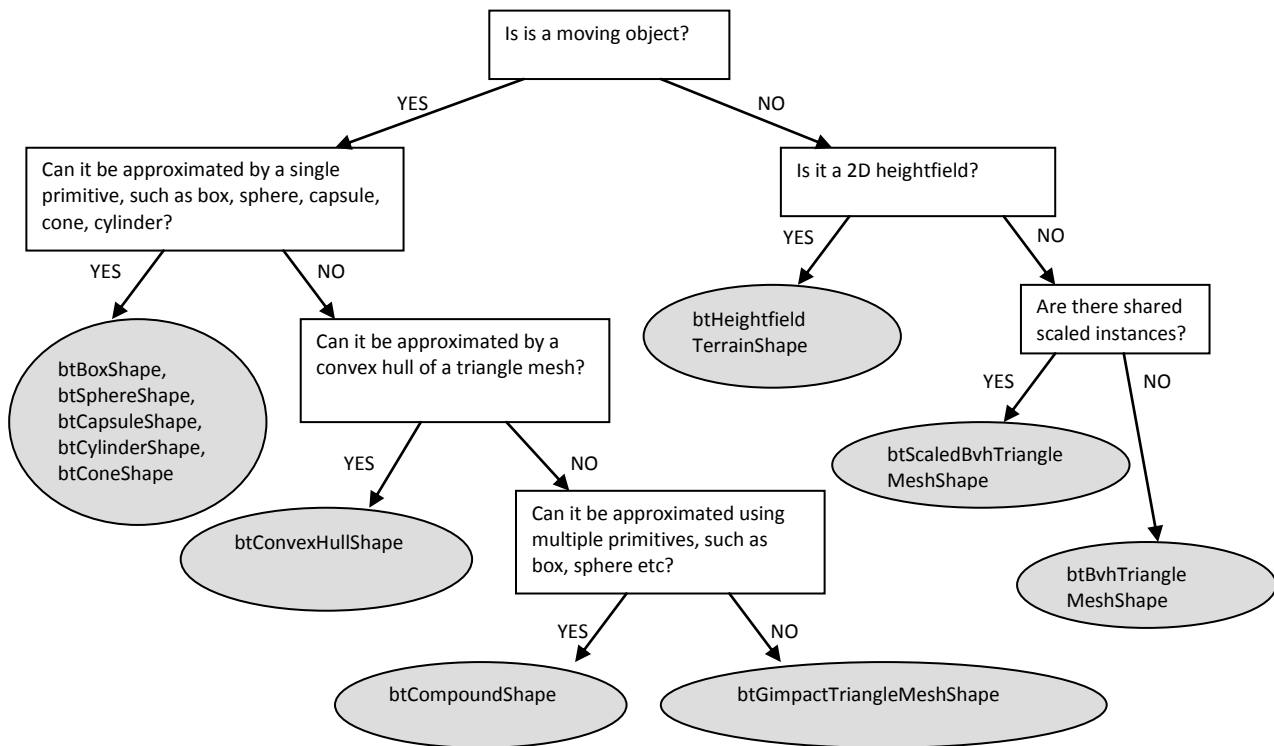 Is is a moving object?
YES
NO
Can it be approximated by a single
primitive, such as box, sphere, capsule,
cone, cylinder?
Is it a 2D heightfield?
YES
NO
YES
NO
btBoxShape,
btSphereShape,
btCapsuleShape,
btCylinderShape,
btConeShape
Can it be approximated by a
convex hull of a triangle mesh?
btHeightfield
TerrainShape
Are there shared
scaled instances?
YES
NO
YES
NO
btConvexHullShape
Can it be approximated using
multiple primitives, such as
box, sphere etc?
btScaledBvhTriangle
MeshShape
btBvhTriangle
MeshShape
YES
NO
btCompoundShape
btGimpactTriangleMeshShape